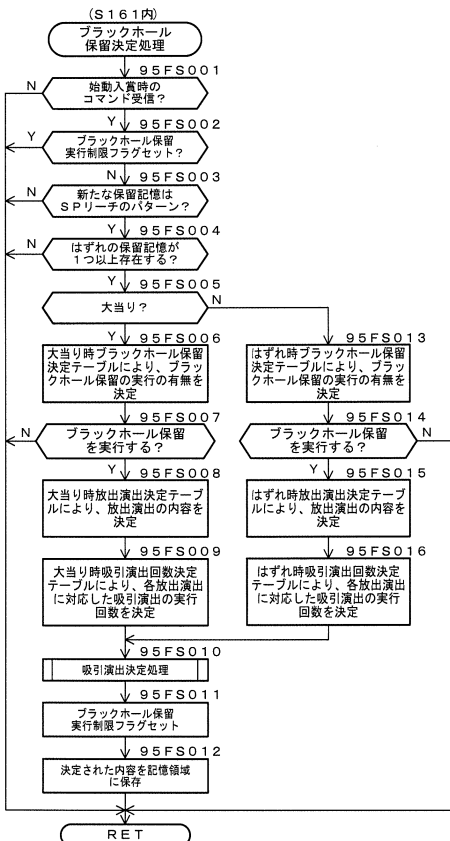 (S161内)
ブラックホール
保留決定処理
95FS001
N
始動入賞時の
コマンド受信?
Y
95FS002
Y
ブラックホール保留
実行制限フラグセット?
N
95FS003
N
新たな保留記憶は
SPリーチのパターン?
Y
95FS004
N
はずれの保留記憶が
1つ以上存在する?
Y
95FS005
大当り?
N
Y
95FS006
大当り時ブラックホール保留
決定テーブルにより、ブラッ
クホール保留の実行の有無を
決定
95FS013
はずれ時ブラックホール保留
決定テーブルにより、ブラッ
クホール保留の実行の有無を
決定
95FS007
N
ブラックホール保留
を実行する?
95FS014
ブラックホール保留
を実行する?
N
Y
95FS008
大当り時放出演出決定テーブ
ルにより、放出演出の内容を
決定
Y
95FS015
はずれ時放出演出決定テーブ
ルにより、放出演出の内容を
決定
95FS009
大当り時吸引演出回数決定
テーブルにより、各放出演出
に対応した吸引演出の実行
回数を決定
95FS016
はずれ時吸引演出回数決定
テーブルにより、各放出演出
に対応した吸引演出の実行
回数を決定
95FS010
吸引演出決定処理
95FS011
ブラックホール保留
実行制限フラグセット
95FS012
決定された内容を記憶領域
に保存
RET